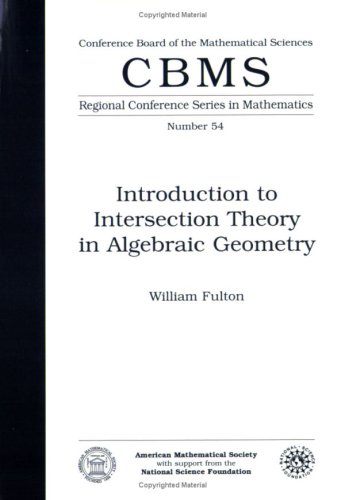 Copyrighted Material
Conference Board of the Mathematical Sciences
CBMS
Regional Conference Series in Mathematics
Number 54
Introduction to
Intersection Theory
in Algebraic Geometry
William Fulton
American Mathematical Society
with support from the
National Science Foundation
Copyrighted Material